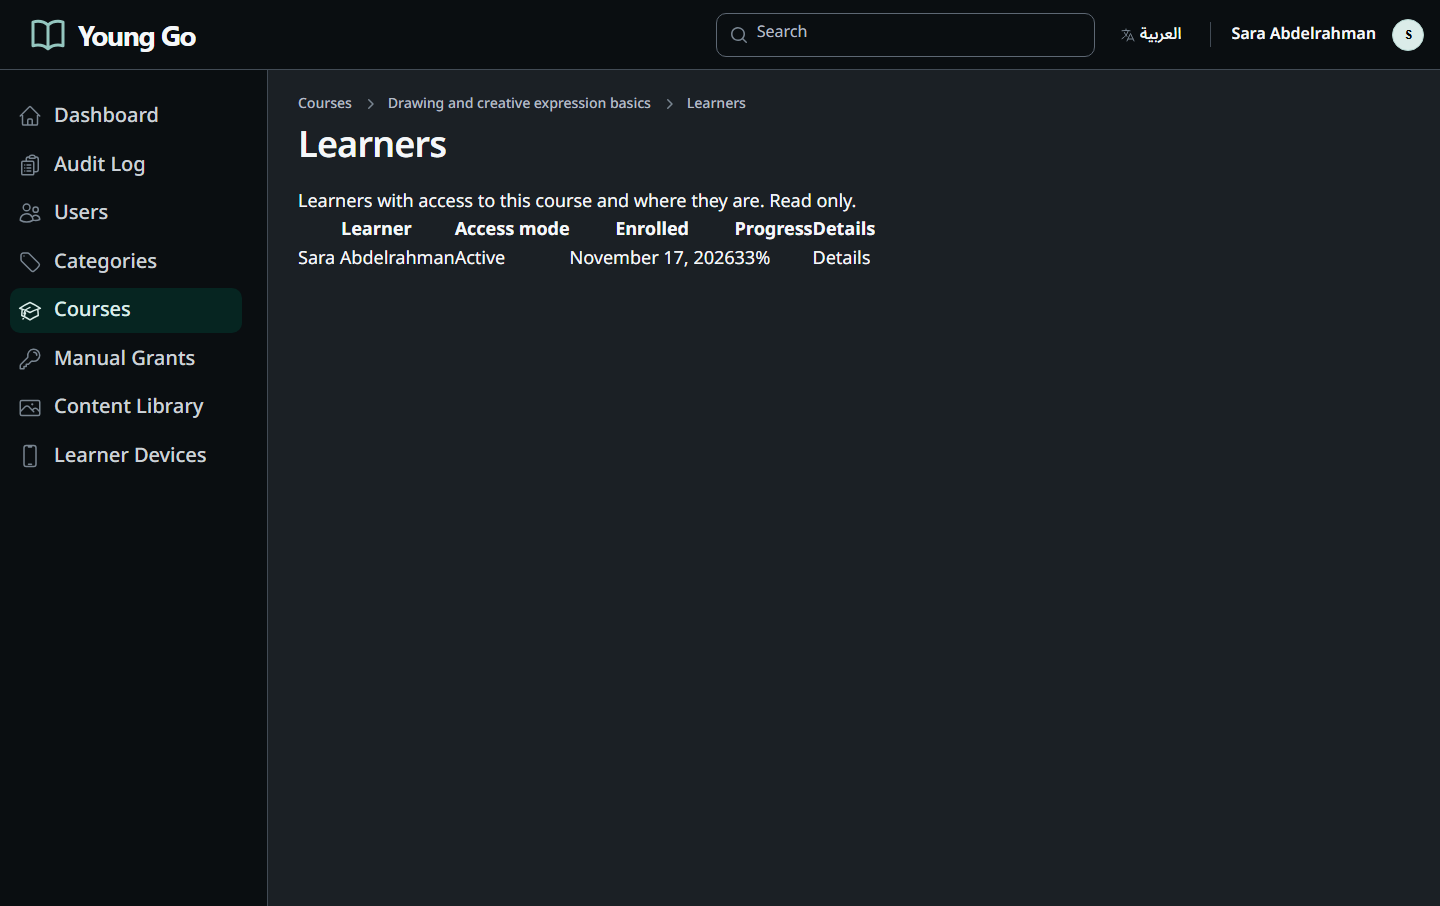 Young Go
Search
العربية
Sara Abdelrahman
S
Dashboard
Audit Log
Users
Categories
Courses
Manual Grants
Content Library
Learner Devices
Courses > Drawing and creative expression basics > Learners
Learners
Learners with access to this course and where they are. Read only.
Learner Access mode Enrolled Progress Details
Sara Abdelrahman Active November 17, 2026 33% Details